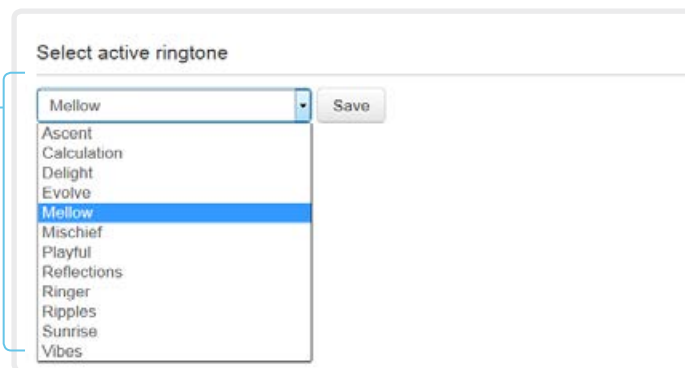 Select active ringtone
Mellow
Save
Ascent
Calculation
Delight
Evolve
Mellow
Mischief
Playful
Reflections
Ringer
Ripples
Sunrise
Vibes